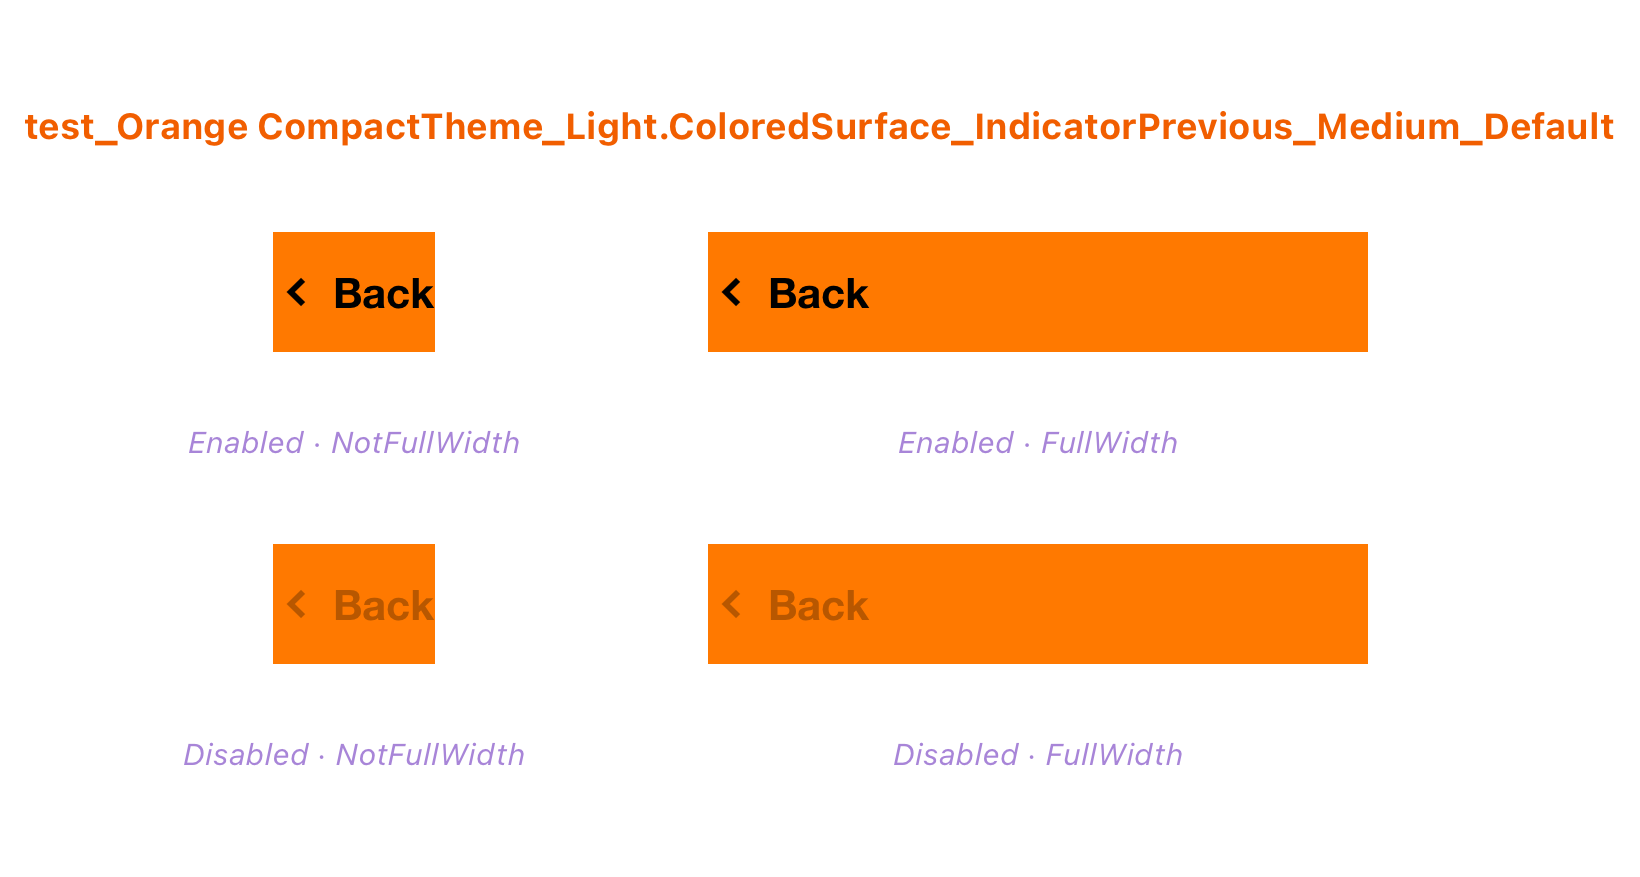 test_Orange CompactTheme_Light.ColoredSurface_IndicatorPrevious_Medium_Default
Back
Back
Enabled · NotFullWidth
Enabled · FullWidth
Back
Back
Disabled · NotFullWidth
Disabled · FullWidth